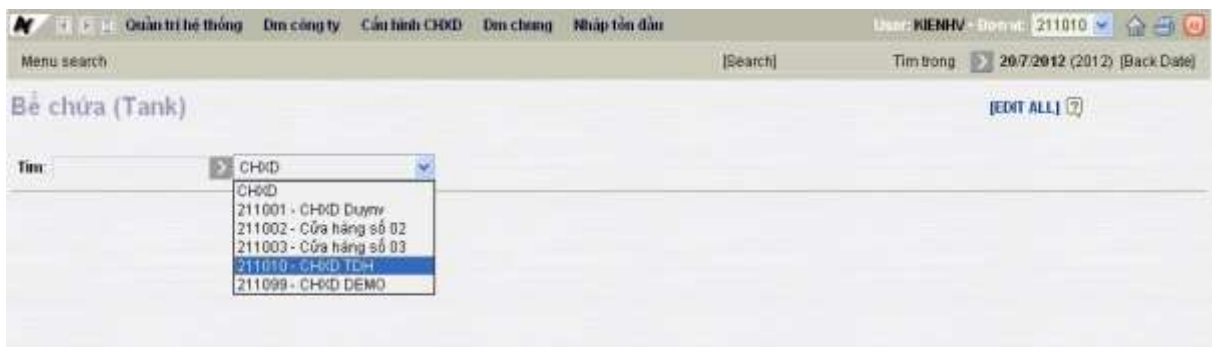 Quản trị hệ thống Dm công ty Cấu hình CHXD Dm chung Nhập tồn đầu User: KIENHV - Đơn vị: 211010
Menu search [Search] Tìm trong 20/7/2012 (2012) [Back Date]
Bể chứa (Tank) [EDIT ALL] [?]
Tìm: CHXD
CHXD
211001 - CHXD Duynv
211002 - Cửa hàng số 02
211003 - Cửa hàng số 03
211010 - CHXD TDH
211099 - CHXD DEMO